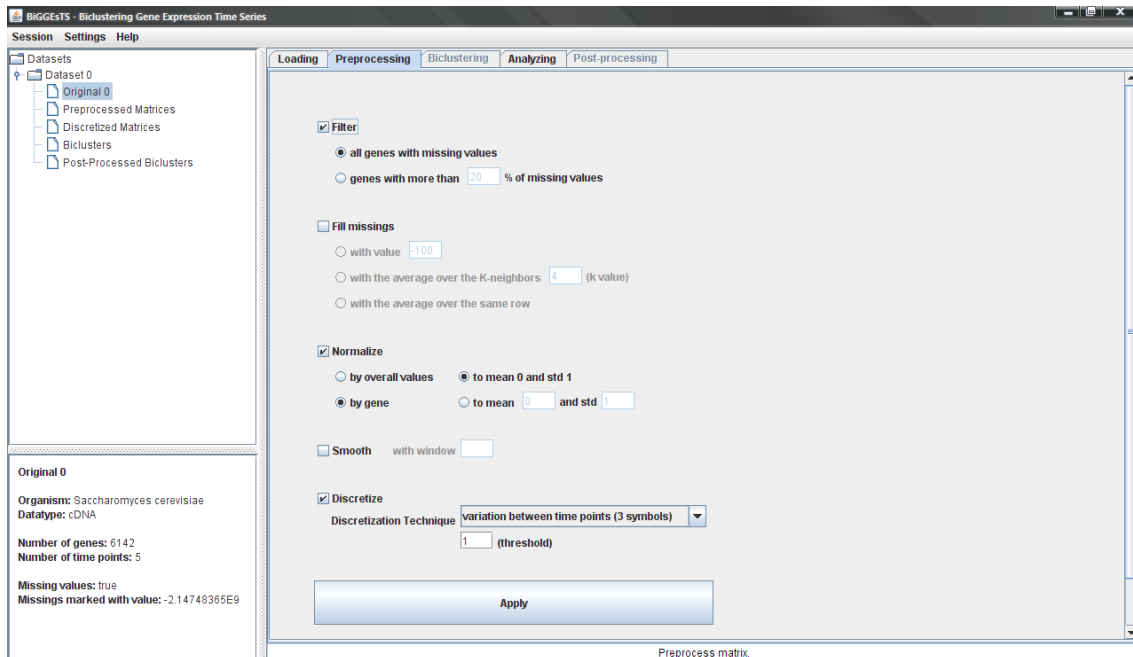 BiGGEsTS - Biclustering Gene Expression Time Series
Session Settings Help
Datasets
Dataset 0
Original 0
Preprocessed Matrices
Discretized Matrices
Biclusters
Post-Processed Biclusters
Original 0
Organism: Saccharomyces cerevisiae
Datatype: cDNA
Number of genes: 6142
Number of time points: 5
Missing values: true
Missings marked with value: -2.14748365E9
Loading Preprocessing Biclustering Analyzing Post-processing
Filter
all genes with missing values
genes with more than 20 % of missing values
Fill missings
with value -100
with the average over the K-neighbors 4 (k value)
with the average over the same row
Normalize
by overall values to mean 0 and std 1
by gene to mean 0 and std 1
Smooth with window
Discretize
Discretization Technique variation between time points (3 symbols)
1 (threshold)
Apply
Preprocess matrix.